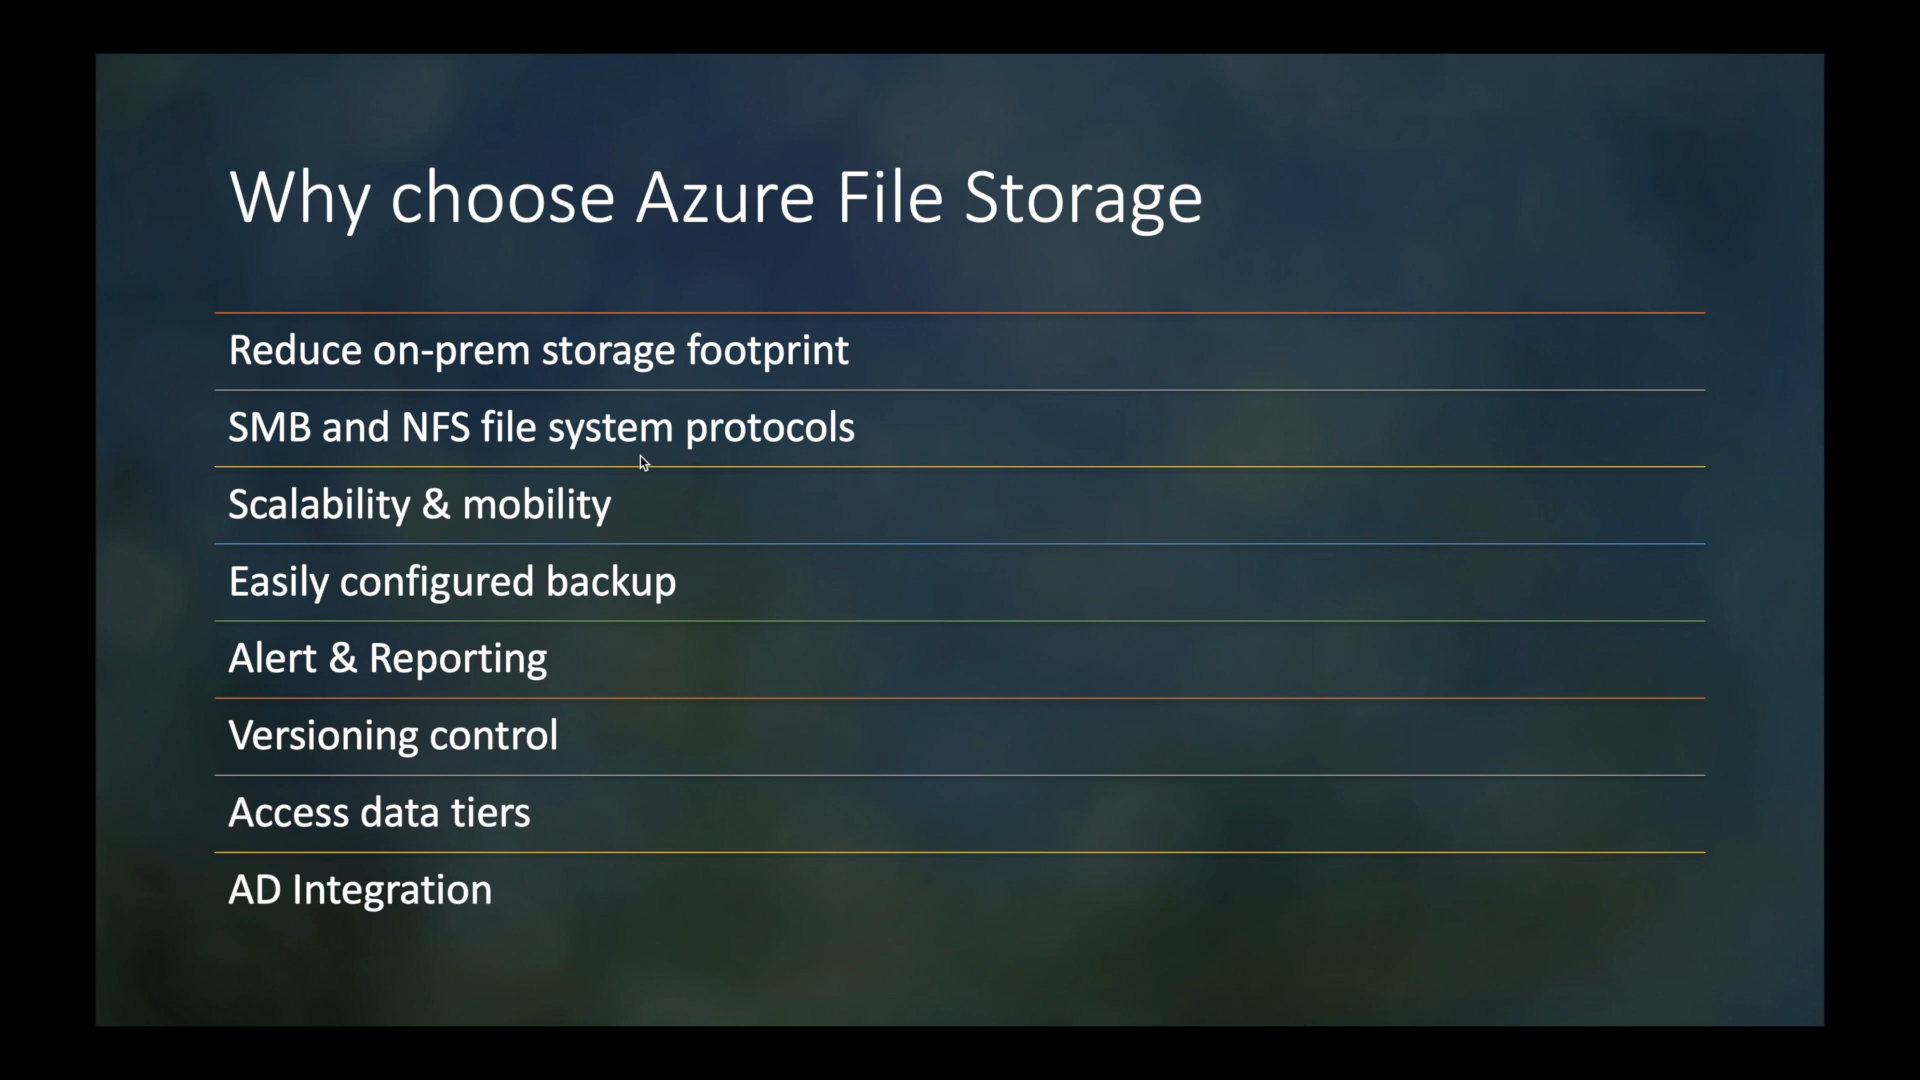 Why choose Azure File Storage
Reduce on-prem storage footprint
SMB and NFS file system protocols
Scalability & mobility
Easily configured backup
Alert & Reporting
Versioning control
Access data tiers
AD Integration